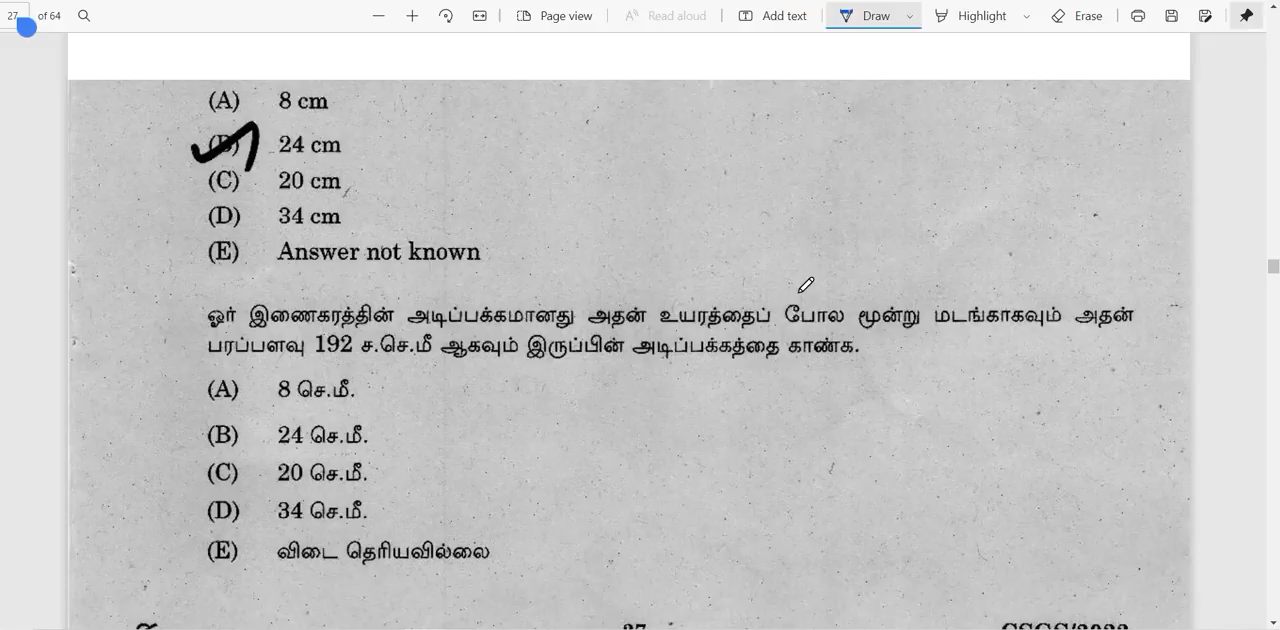 27 of 64 Page view Read aloud Add text Draw Highlight Erase
(A) 8 cm
(B) 24 cm
(C) 20 cm
(D) 34 cm
(E) Answer not known
ஓர் இணைகரத்தின் அடிப்பக்கமானது அதன் உயரத்தைப் போல மூன்று மடங்காகவும் அதன்
பரப்பளவு 192 ச.செ.மீ ஆகவும் இருப்பின் அடிப்பக்கத்தை காண்க.
(A) 8 செ.மீ.
(B) 24 செ.மீ.
(C) 20 செ.மீ.
(D) 34 செ.மீ.
(E) விடை தெரியவில்லை